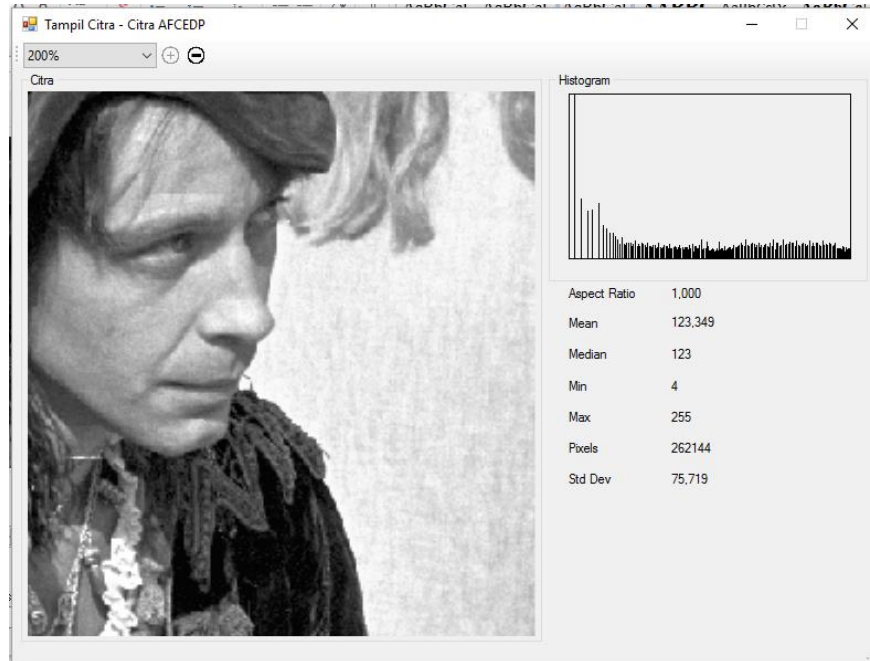 Tampil Citra - Citra AFCEDP
200%
Citra
Histogram
Aspect Ratio 1,000
Mean 123,349
Median 123
Min 4
Max 255
Pixels 262144
Std Dev 75,719